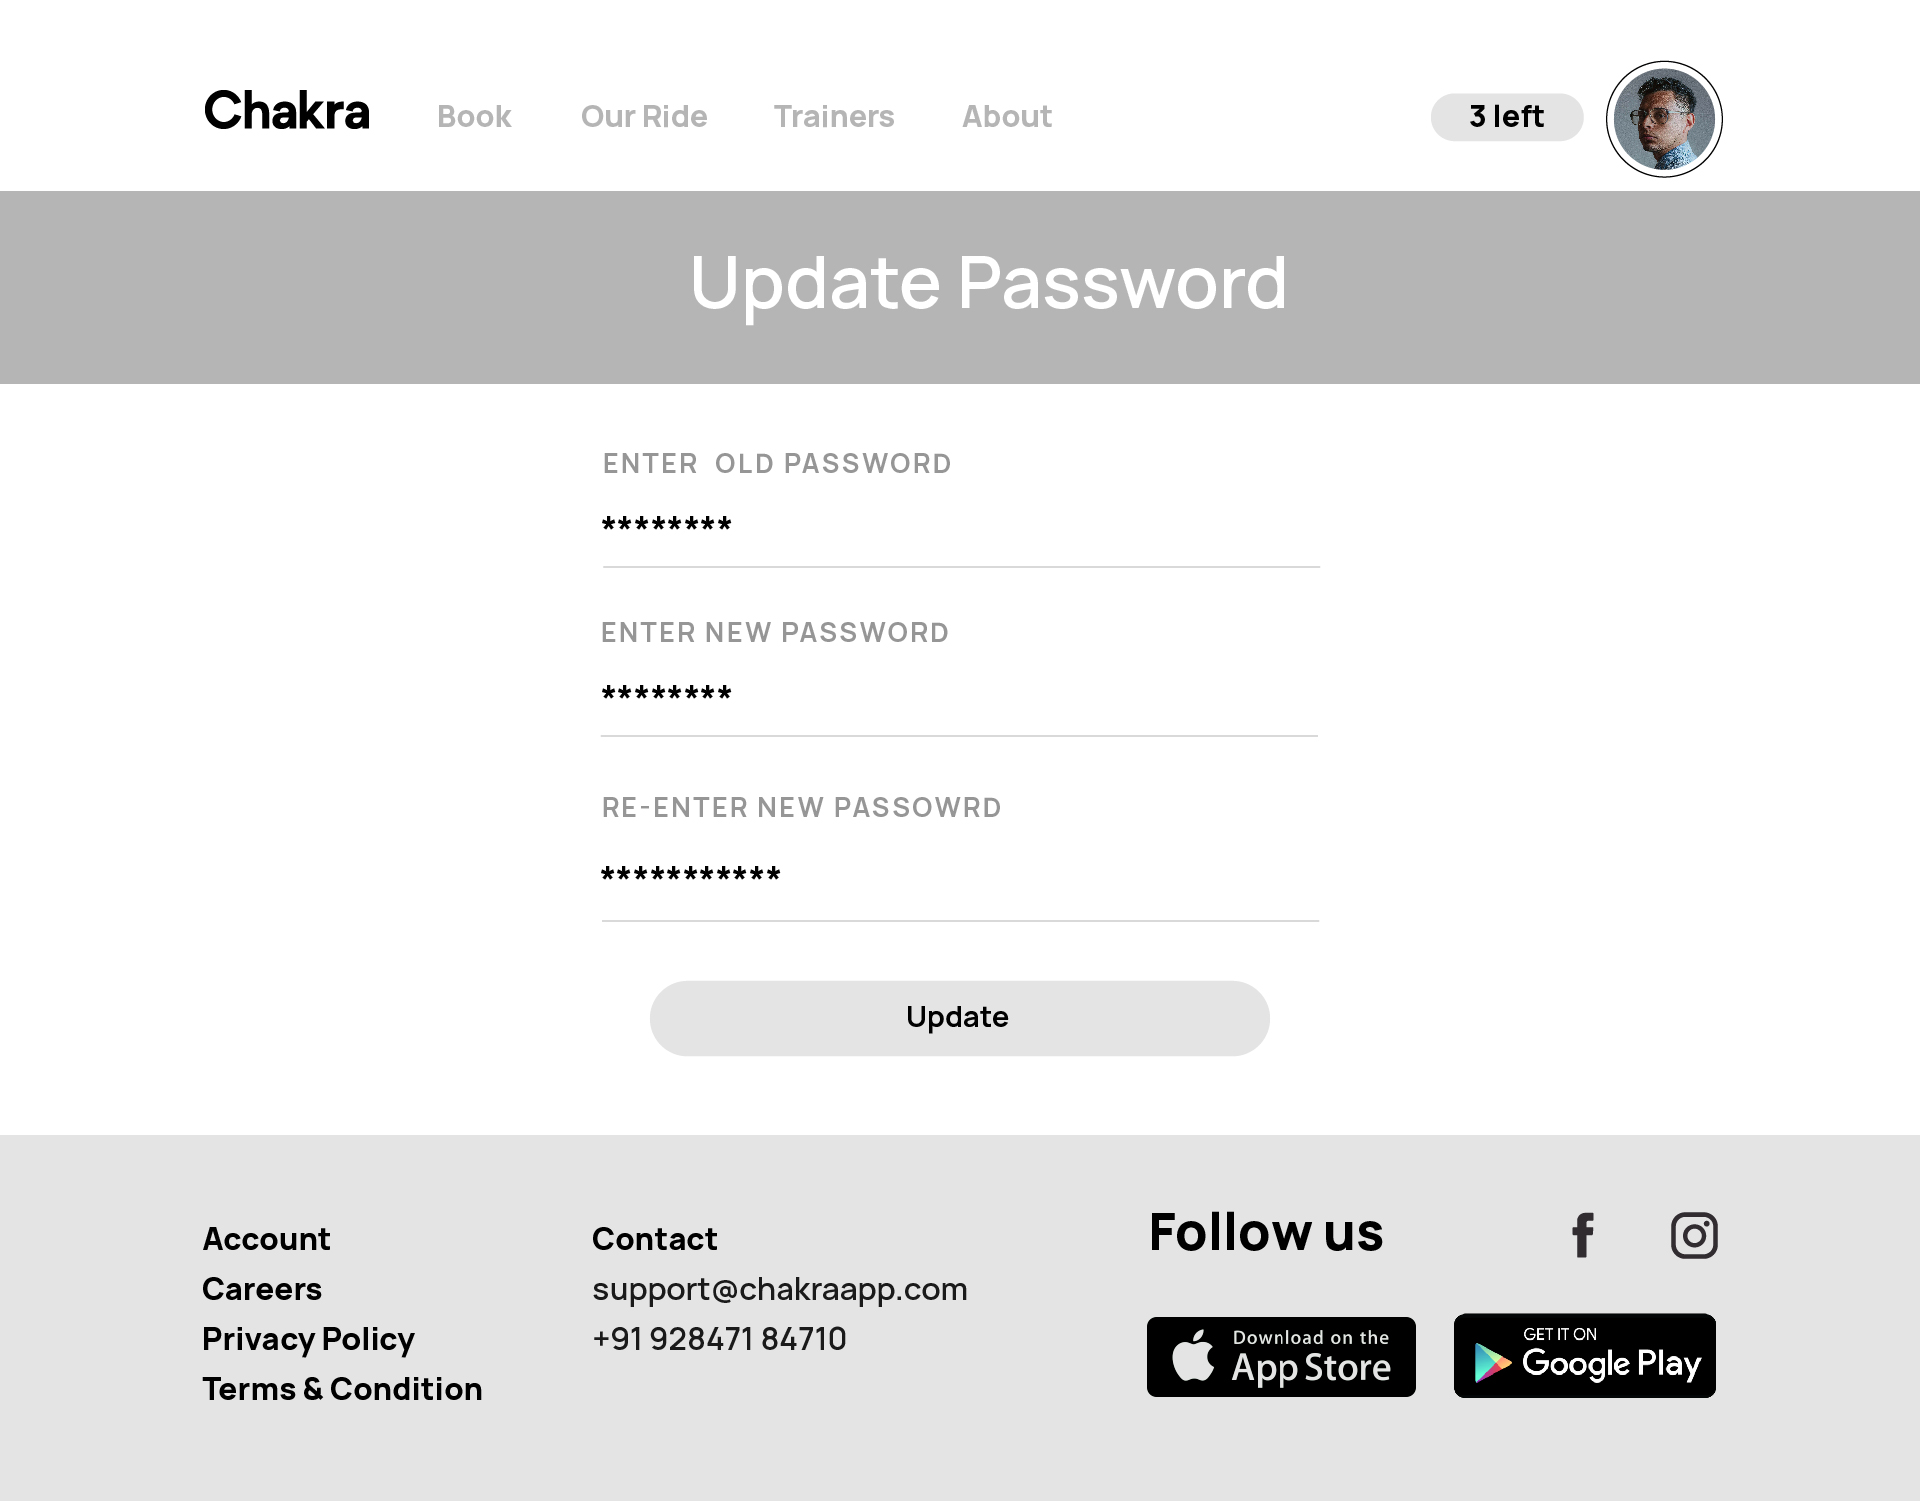 Chakra Book Our Ride Trainers About 3 left
Update Password
ENTER OLD PASSWORD
********
ENTER NEW PASSWORD
********
RE-ENTER NEW PASSOWRD
***********
Update
Account
Careers
Privacy Policy
Terms & Condition
Contact
support@chakraapp.com
+91 928471 84710
Follow us
Download on the
App Store
GET IT ON
Google Play